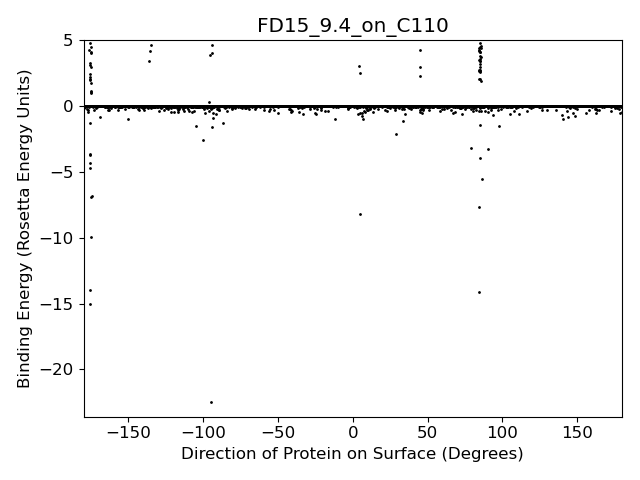 FD15_9.4_on_C110
Binding Energy (Rosetta Energy Units)
5
0
−5
−10
−15
−20
−150 −100 −50 0 50 100 150
Direction of Protein on Surface (Degrees)